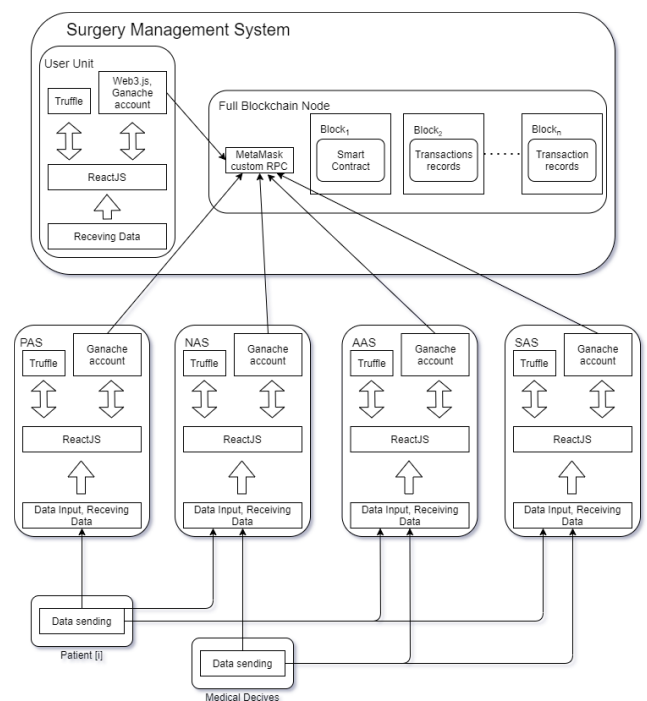 Surgery Management System
User Unit
Truffle
Web3.js,
Ganache
account
ReactJS
Receving Data
Full Blockchain Node
MetaMask
custom RPC
Block1
Smart
Contract
Block2
Transactions
records
Blockn
Transaction
records
PAS
Truffle
Ganache
account
ReactJS
Data Input, Receving
Data
NAS
Truffle
Ganache
account
ReactJS
Data Input, Receving
Data
AAS
Truffle
Ganache
account
ReactJS
Data Input, Receiving
Data
SAS
Truffle
Ganache
account
ReactJS
Data Input, Receiving
Data
Data sending
Patient [i]
Data sending
Medical Decives